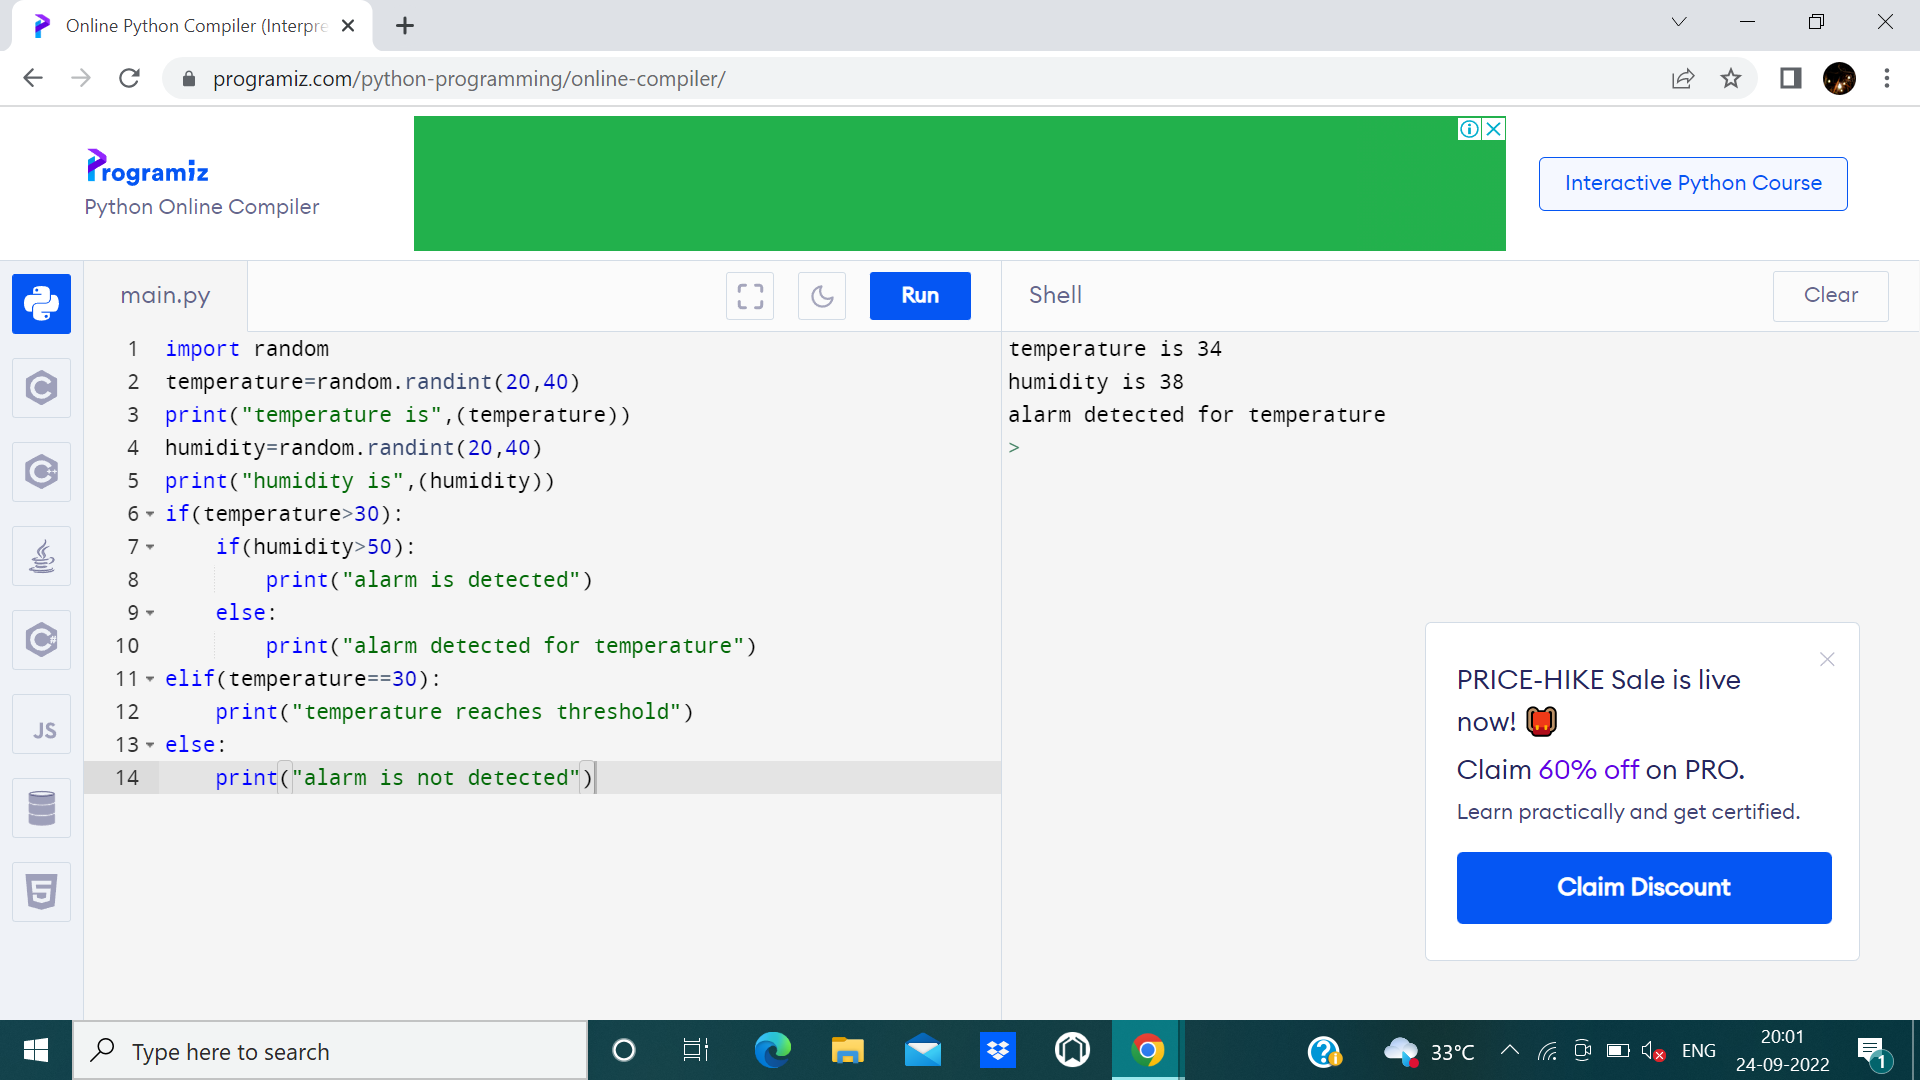 Online Python Compiler (Interpre
programiz.com/python-programming/online-compiler/
Programiz
Python Online Compiler
Interactive Python Course
main.py
Run
Shell
Clear
1 import random
2 temperature=random.randint(20,40)
3 print("temperature is",(temperature))
4 humidity=random.randint(20,40)
5 print("humidity is",(humidity))
6 if(temperature>30):
7     if(humidity>50):
8         print("alarm is detected")
9     else:
10         print("alarm detected for temperature")
11 elif(temperature==30):
12     print("temperature reaches threshold")
13 else:
14     print("alarm is not detected")
temperature is 34
humidity is 38
alarm detected for temperature
>
C
C++
C#
JS
5
PRICE-HIKE Sale is live
now!
Claim 60% off on PRO.
Learn practically and get certified.
Claim Discount
Type here to search
33°C
ENG
20:01
24-09-2022
1